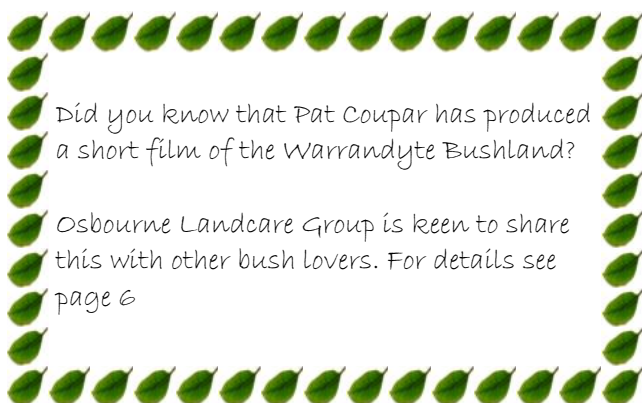 Did you know that Pat Coupar has produced
a short film of the Warrandyte Bushland?
Osbourne Landcare Group is keen to share
this with other bush lovers. For details see
page 6